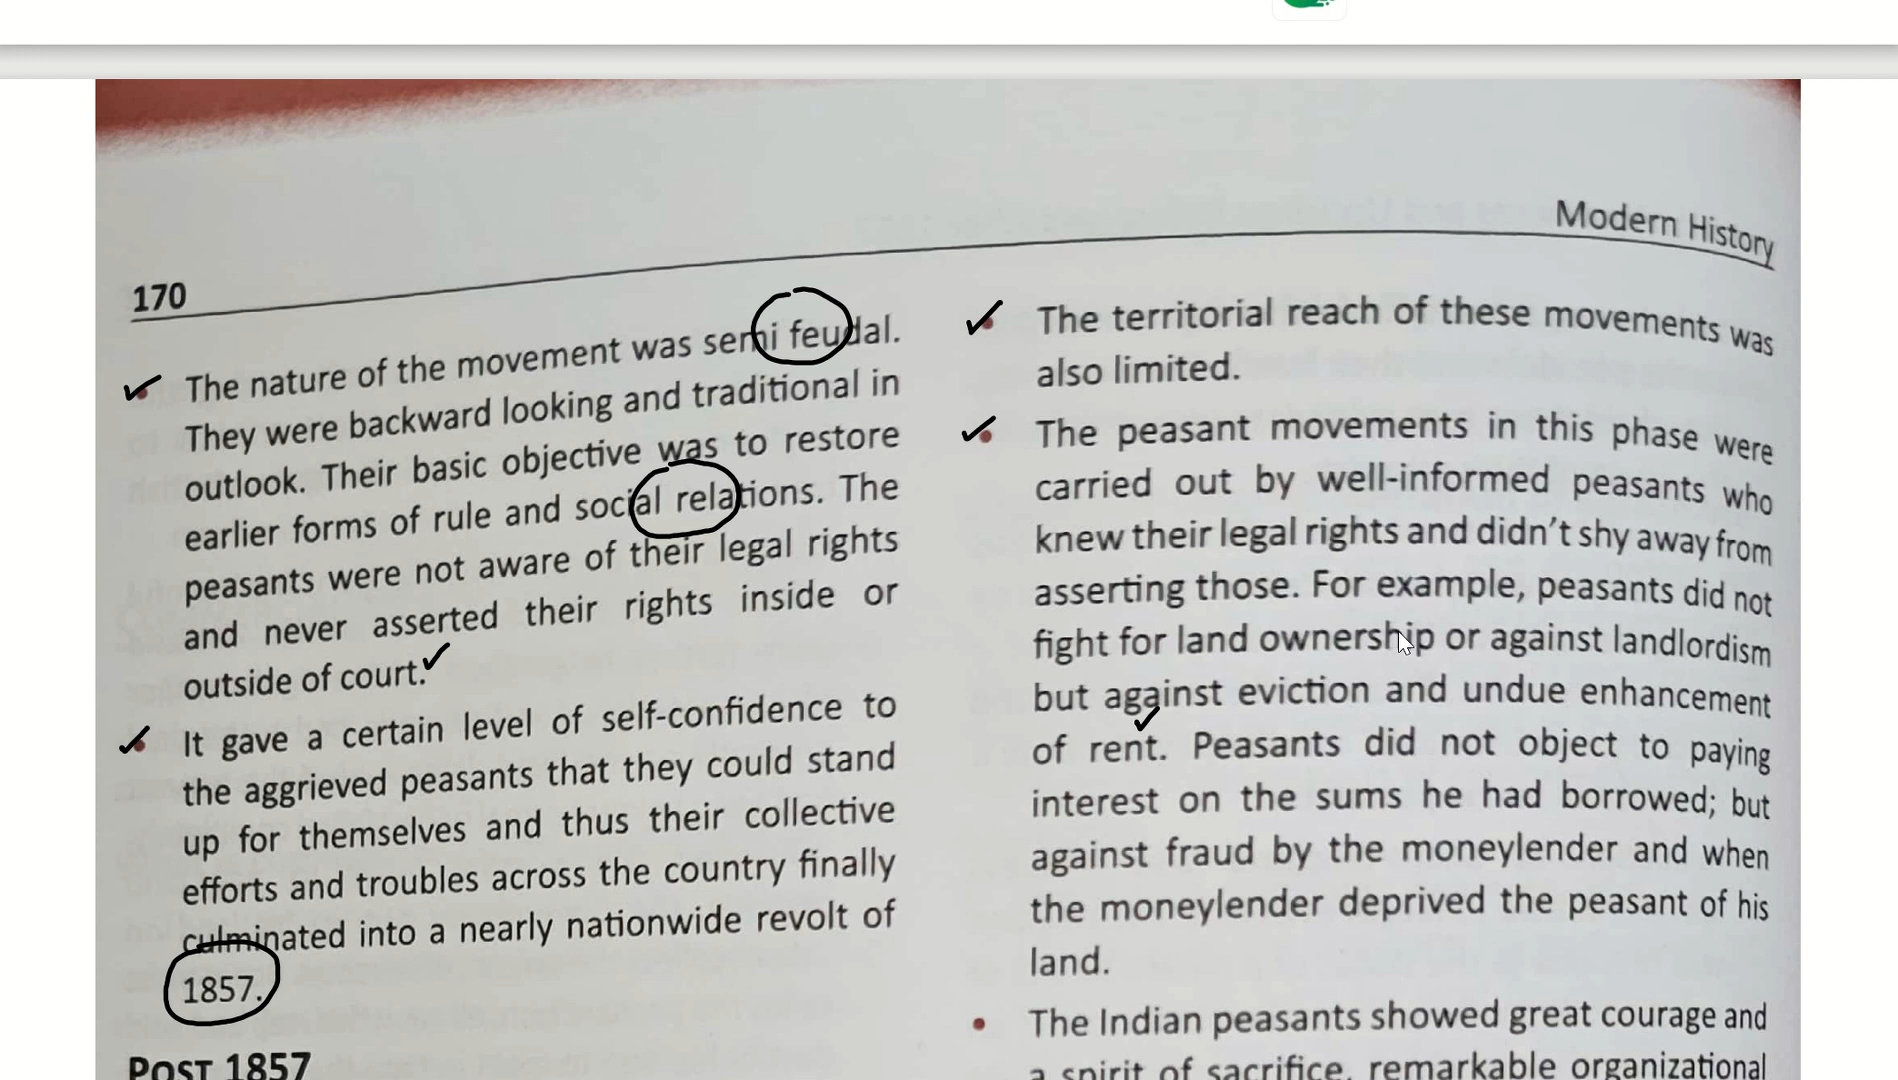 170
Modern History
The nature of the movement was semi feudal.
They were backward looking and traditional in
outlook. Their basic objective was to restore
earlier forms of rule and social relations. The
peasants were not aware of their legal rights
and never asserted their rights inside or
outside of court.
• It gave a certain level of self-confidence to
the aggrieved peasants that they could stand
up for themselves and thus their collective
efforts and troubles across the country finally
culminated into a nearly nationwide revolt of
1857.
POST 1857
• The territorial reach of these movements was
also limited.
• The peasant movements in this phase were
carried out by well-informed peasants who
knew their legal rights and didn't shy away from
asserting those. For example, peasants did not
fight for land ownership or against landlordism
but against eviction and undue enhancement
of rent. Peasants did not object to paying
interest on the sums he had borrowed; but
against fraud by the moneylender and when
the moneylender deprived the peasant of his
land.
• The Indian peasants showed great courage and
a spirit of sacrifice, remarkable organizational